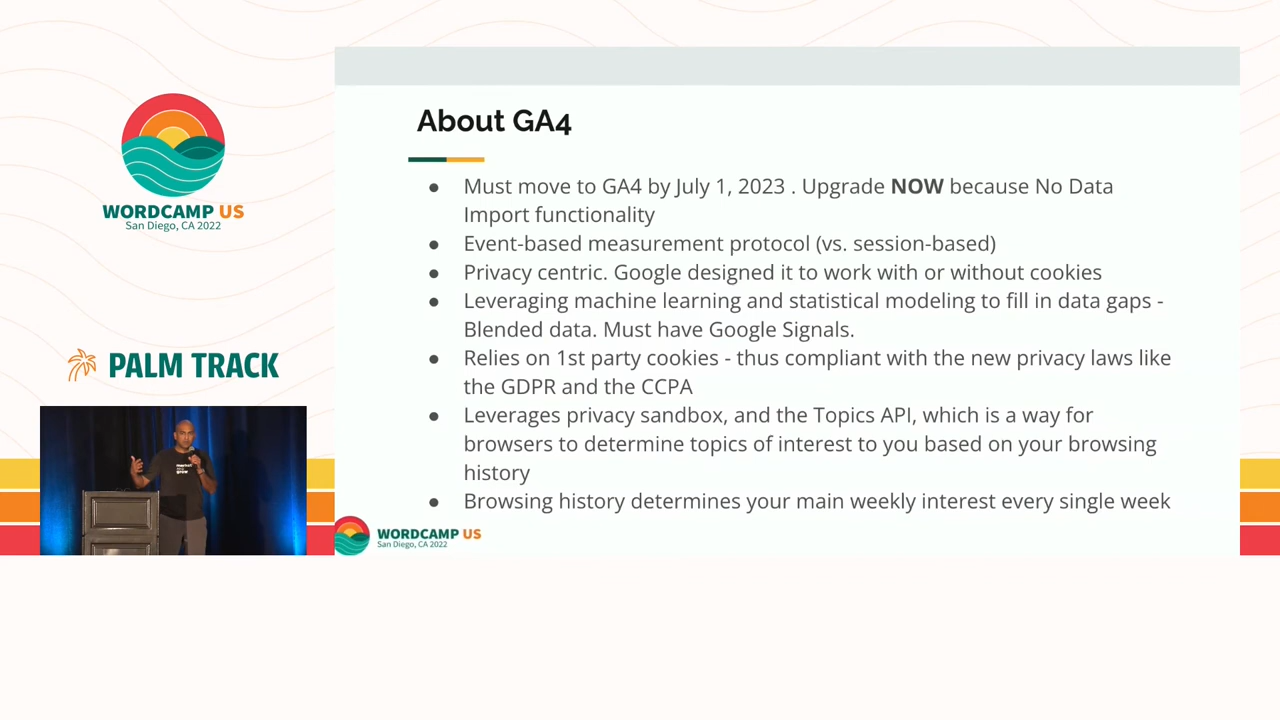 WORDCAMP US
San Diego, CA 2022
PALM TRACK
About GA4
● Must move to GA4 by July 1, 2023 . Upgrade NOW because No Data
Import functionality
● Event-based measurement protocol (vs. session-based)
● Privacy centric. Google designed it to work with or without cookies
● Leveraging machine learning and statistical modeling to fill in data gaps -
Blended data. Must have Google Signals.
● Relies on 1st party cookies - thus compliant with the new privacy laws like
the GDPR and the CCPA
● Leverages privacy sandbox, and the Topics API, which is a way for
browsers to determine topics of interest to you based on your browsing
history
● Browsing history determines your main weekly interest every single week
WORDCAMP US
San Diego, CA 2022